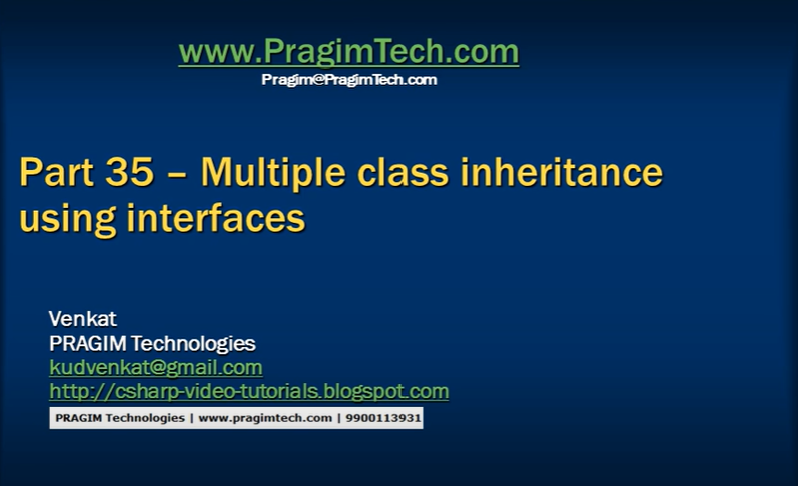 www.PragimTech.com
Pragim@PragimTech.com
Part 35 – Multiple class inheritance
using interfaces
Venkat
PRAGIM Technologies
kudvenkat@gmail.com
http://csharp-video-tutorials.blogspot.com
PRAGIM Technologies | www.pragimtech.com | 9900113931